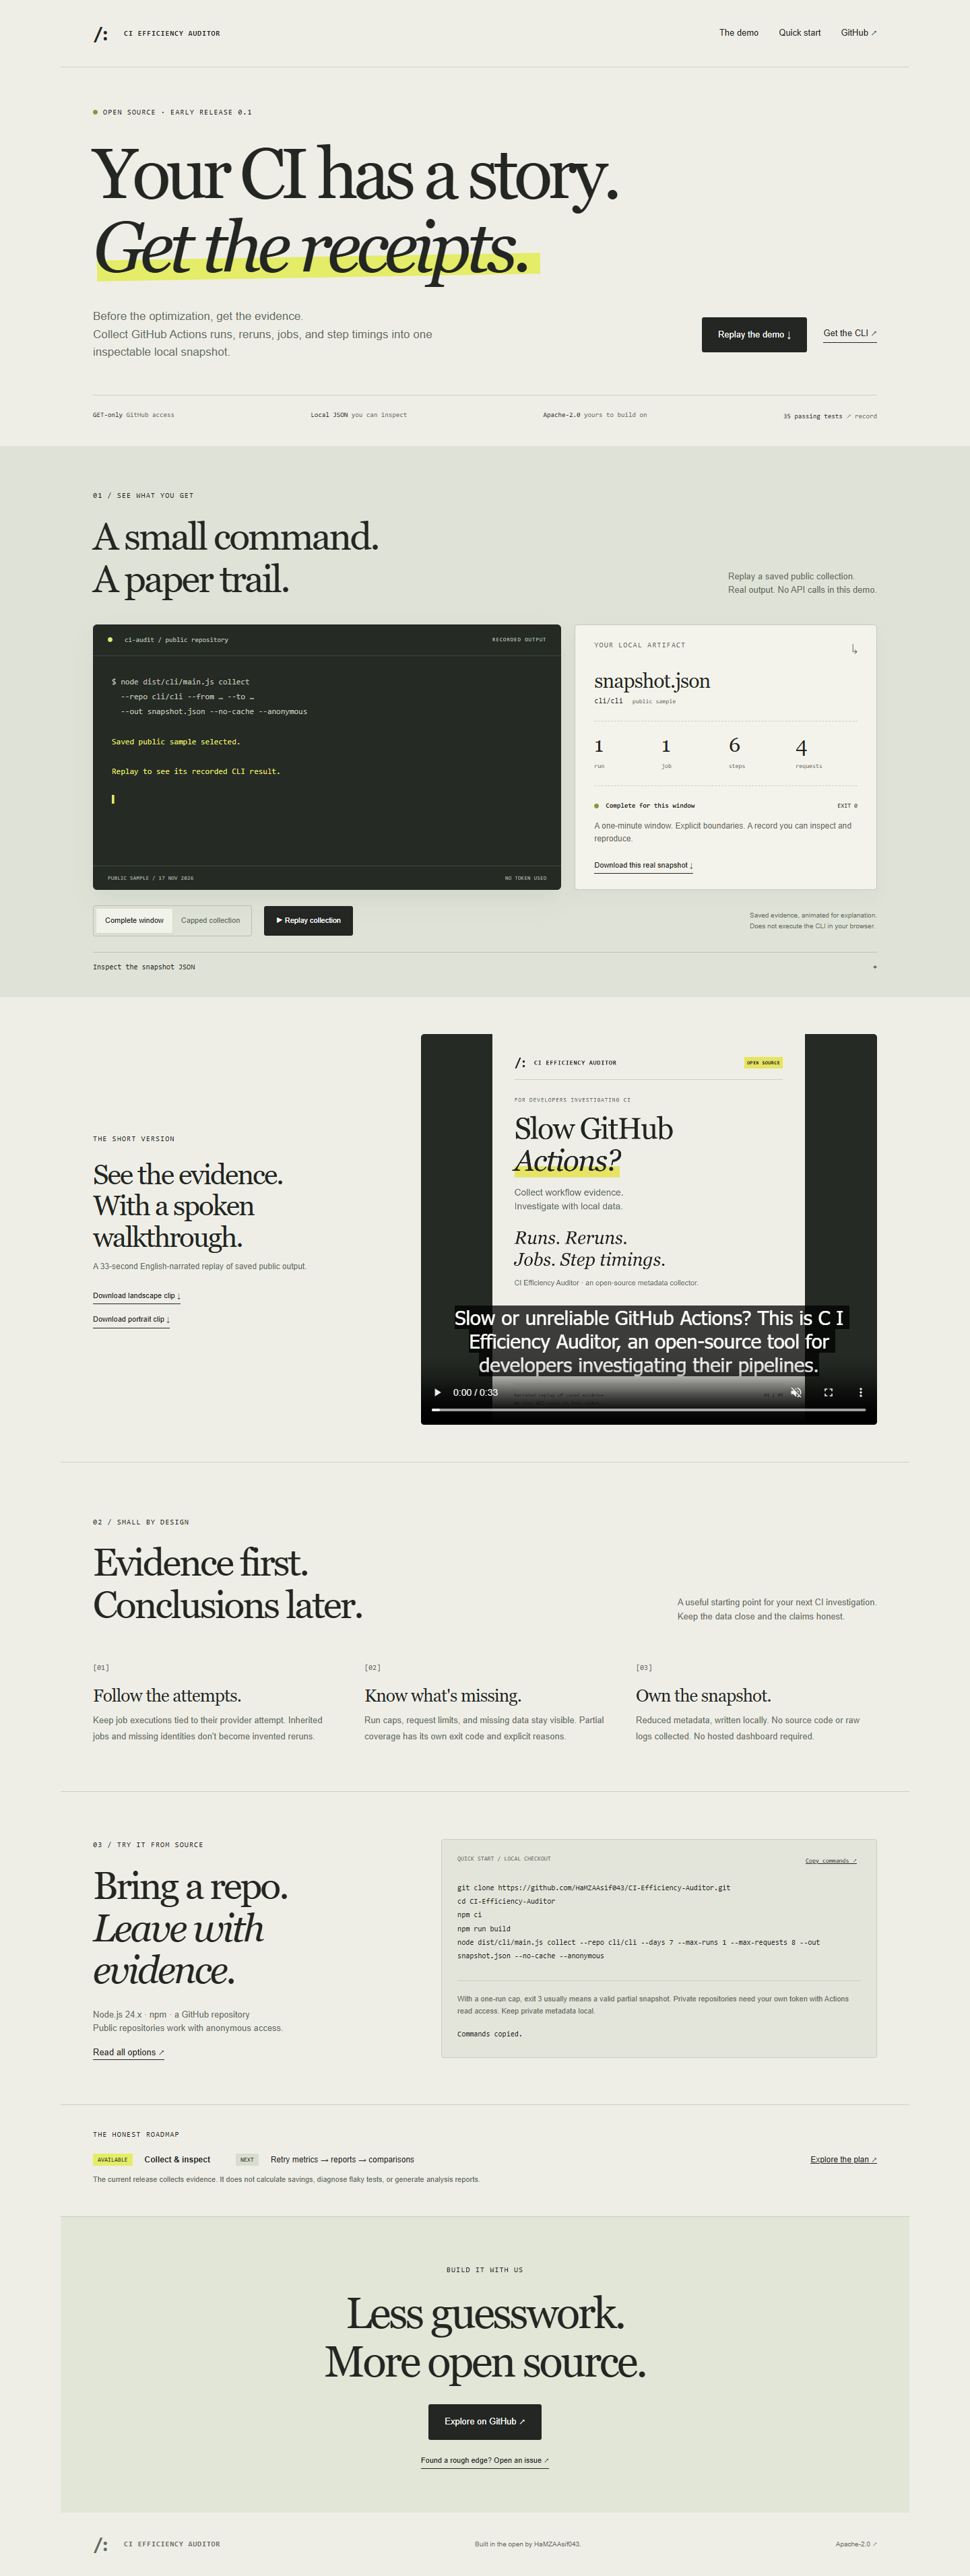 /: CI EFFICIENCY AUDITOR
The demo Quick start GitHub ↗
OPEN SOURCE · EARLY RELEASE 0.1
Your CI has a story.
Get the receipts.
Before the optimization, get the evidence.
Collect GitHub Actions runs, reruns, jobs, and step timings into one
inspectable local snapshot.
Replay the demo ↓ Get the CLI ↗
GET-only GitHub access
Local JSON you can inspect
Apache-2.0 yours to build on
35 passing tests ↗ record
01 / SEE WHAT YOU GET
A small command.
A paper trail.
Replay a saved public collection.
Real output. No API calls in this demo.
ci-audit / public repository RECORDED OUTPUT
$ node dist/cli/main.js collect
--repo cli/cli --from … --to …
--out snapshot.json --no-cache --anonymous
Saved public sample selected.
Replay to see its recorded CLI result.
PUBLIC SAMPLE / 17 NOV 2026 NO TOKEN USED
YOUR LOCAL ARTIFACT ↳
snapshot.json
cli/cli public sample
1 1 6 4
run job steps requests
Complete for this window EXIT 0
A one-minute window. Explicit boundaries. A record you can inspect and
reproduce.
Download this real snapshot ↓
Complete window Capped collection ▶ Replay collection
Saved evidence, animated for explanation.
Does not execute the CLI in your browser.
Inspect the snapshot JSON +
THE SHORT VERSION
See the evidence.
With a spoken
walkthrough.
A 33-second English-narrated replay of saved public output.
Download landscape clip ↓
Download portrait clip ↓
/: CI EFFICIENCY AUDITOR OPEN SOURCE
FOR DEVELOPERS INVESTIGATING CI
Slow GitHub
Actions?
Collect workflow evidence.
Investigate with local data.
Runs. Reruns.
Jobs. Step timings.
CI Efficiency Auditor · an open-source metadata collector.
Slow or unreliable GitHub Actions? This is C I
Efficiency Auditor, an open-source tool for
developers investigating their pipelines.
0:00 / 0:33
02 / SMALL BY DESIGN
Evidence first.
Conclusions later.
A useful starting point for your next CI investigation.
Keep the data close and the claims honest.
[01]
Follow the attempts.
Keep job executions tied to their provider attempt. Inherited
jobs and missing identities don't become invented reruns.
[02]
Know what's missing.
Run caps, request limits, and missing data stay visible. Partial
coverage has its own exit code and explicit reasons.
[03]
Own the snapshot.
Reduced metadata, written locally. No source code or raw
logs collected. No hosted dashboard required.
03 / TRY IT FROM SOURCE
Bring a repo.
Leave with
evidence.
Node.js 24.x · npm · a GitHub repository
Public repositories work with anonymous access.
Read all options ↗
QUICK START / LOCAL CHECKOUT Copy commands ↗
git clone https://github.com/HaMZAAsif043/CI-Efficiency-Auditor.git
cd CI-Efficiency-Auditor
npm ci
npm run build
node dist/cli/main.js collect --repo cli/cli --days 7 --max-runs 1 --max-requests 8 --out
snapshot.json --no-cache --anonymous
With a one-run cap, exit 3 usually means a valid partial snapshot. Private repositories need your own token with Actions
read access. Keep private metadata local.
Commands copied.
THE HONEST ROADMAP
AVAILABLE Collect & inspect NEXT Retry metrics → reports → comparisons
Explore the plan ↗
The current release collects evidence. It does not calculate savings, diagnose flaky tests, or generate analysis reports.
BUILD IT WITH US
Less guesswork.
More open source.
Explore on GitHub ↗
Found a rough edge? Open an issue ↗
/: CI EFFICIENCY AUDITOR
Built in the open by HaMZAAsif043.
Apache-2.0 ↗